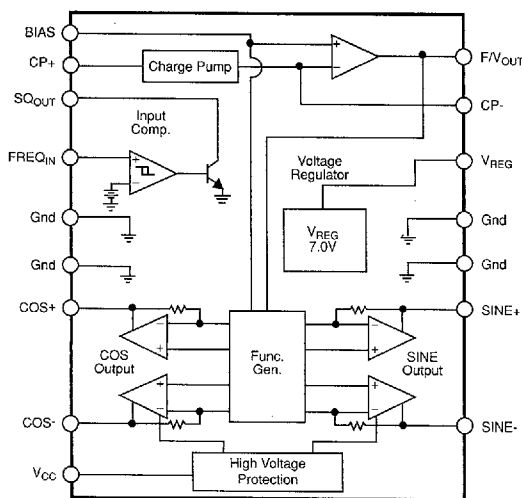 BIAS
F/VOUT
CP+
Charge Pump
+
−
CP-
SQOUT
Input
Comp.
FREQIN
+
−
Voltage
Regulator
VREG
VREG
7.0V
Gnd
Gnd
Gnd
Gnd
COS+
SINE+
−
+
−
+
COS
Output
Func.
Gen.
SINE
Output
+
−
+
−
COS-
SINE-
VCC
High Voltage
Protection